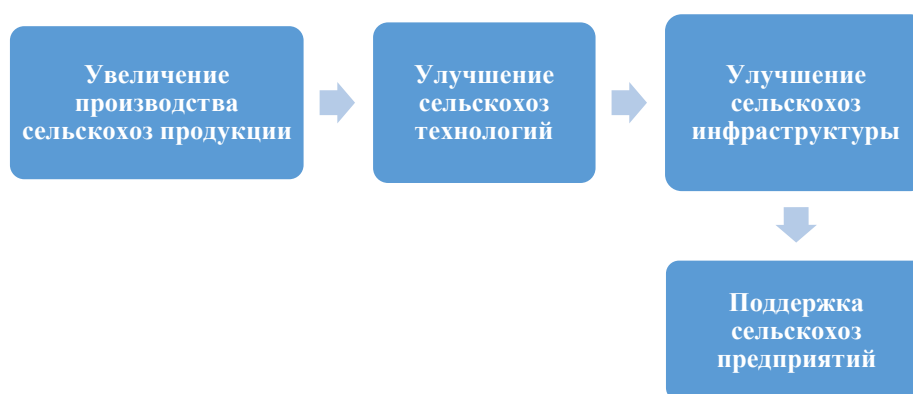 Увеличение
производства
сельскохоз продукции
Улучшение
сельскохоз
технологий
Улучшение
сельскохоз
инфраструктуры
Поддержка
сельскохоз
предприятий